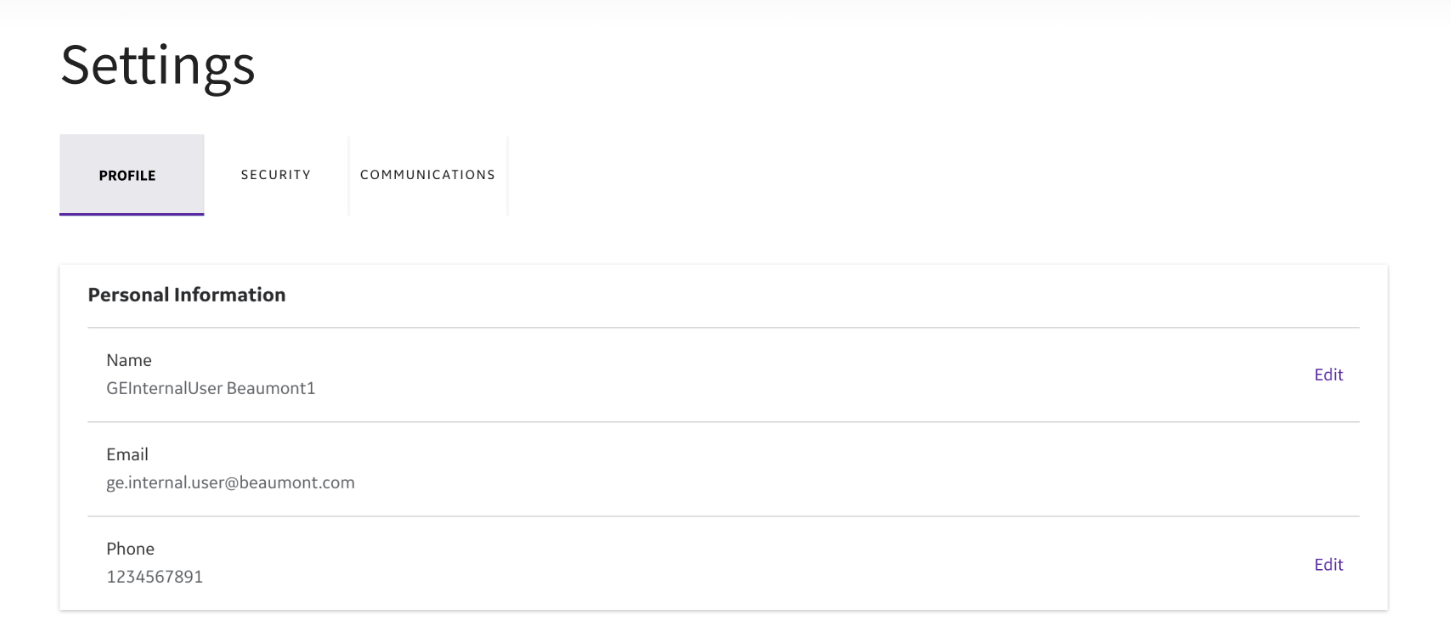 Settings
PROFILE SECURITY COMMUNICATIONS
Personal Information
Name
GEInternalUser Beaumont1
Edit
Email
ge.internal.user@beaumont.com
Phone
1234567891
Edit